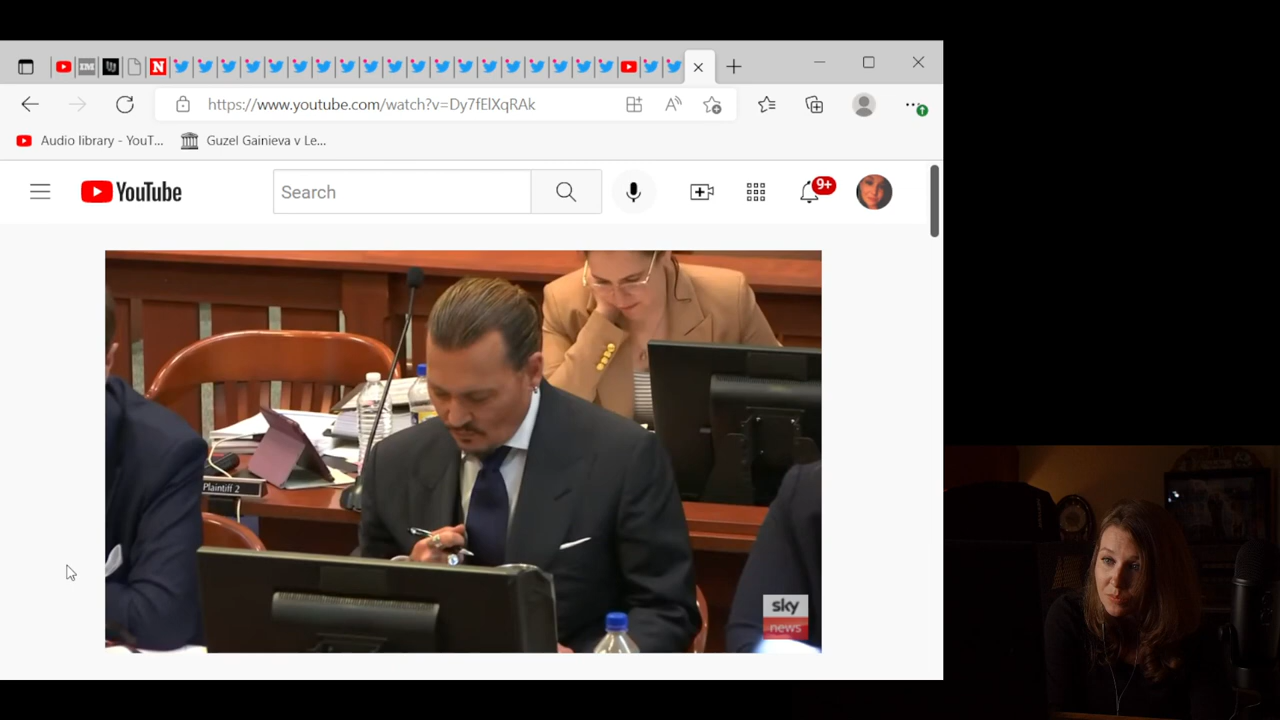 https://www.youtube.com/watch?v=Dy7fElXqRAk
Audio library - YouT...
Guzel Gainieva v Le...
YouTube
Search
9+
Plaintiff 2
sky
news